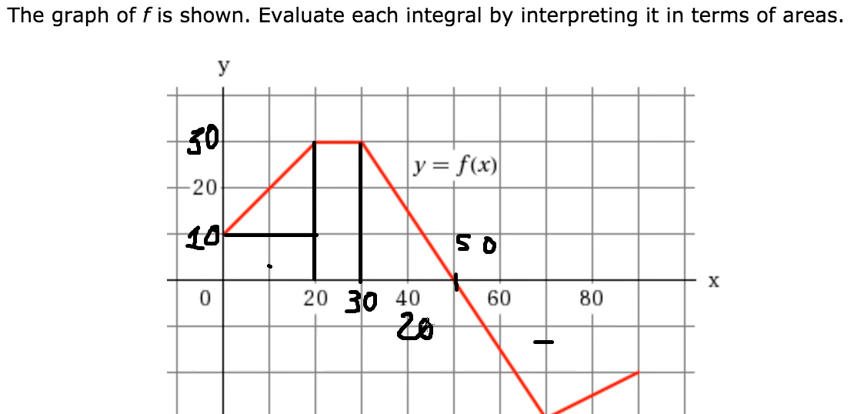 The graph of f is shown. Evaluate each integral by interpreting it in terms of areas.
y
30
y = f(x)
20
10
50
x
0 20 30 40 60 80
20